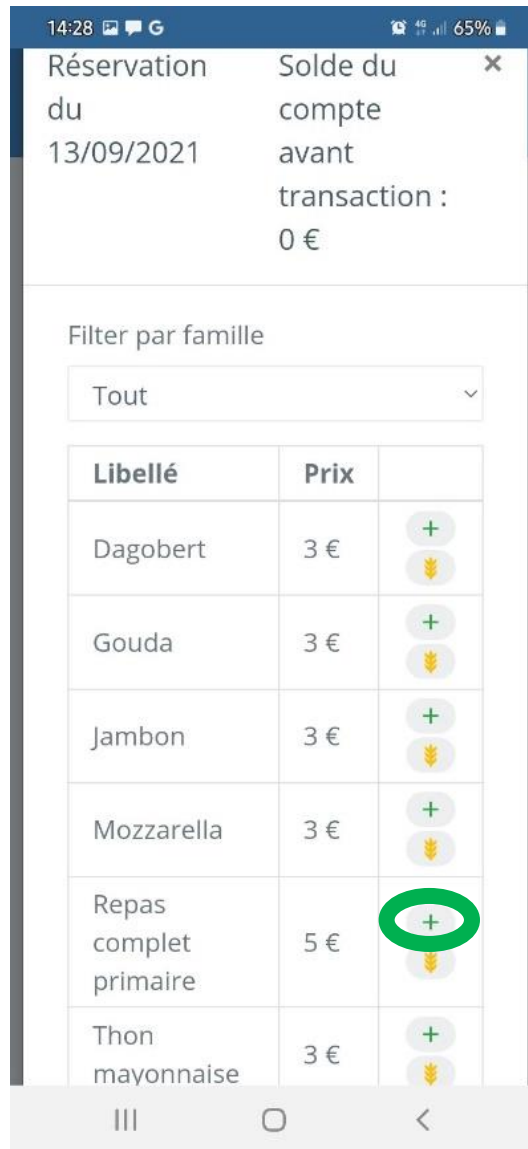 14:28 G 4G 65%
Réservation
du
13/09/2021
Solde du
compte
avant
transaction :
0 €
×
Filter par famille
Tout
Libellé Prix
Dagobert 3 € +
Gouda 3 € +
Jambon 3 € +
Mozzarella 3 € +
Repas
complet
primaire
5 € +
Thon
mayonnaise
3 € +